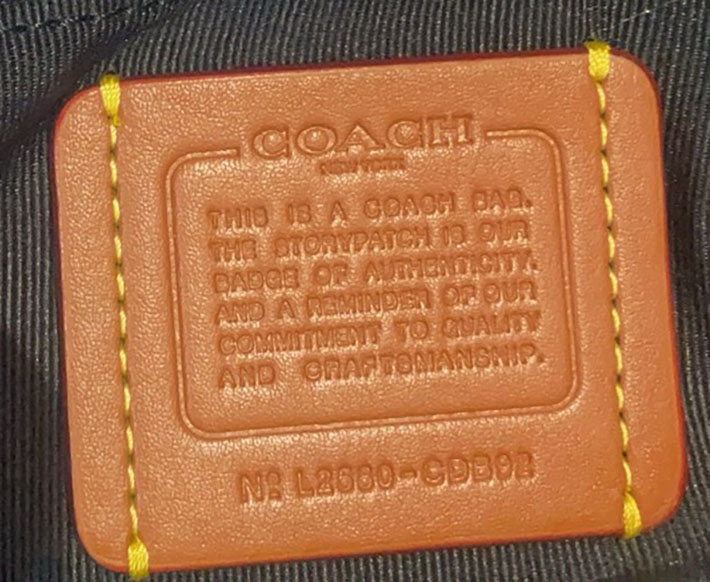 COACH
NEW YORK
THIS IS A COACH BAG.
THE STORYPATCH IS OUR
BADGE OF AUTHENTICITY,
AND A REMINDER OF OUR
COMMITMENT TO QUALITY
AND CRAFTSMANSHIP.
Nº